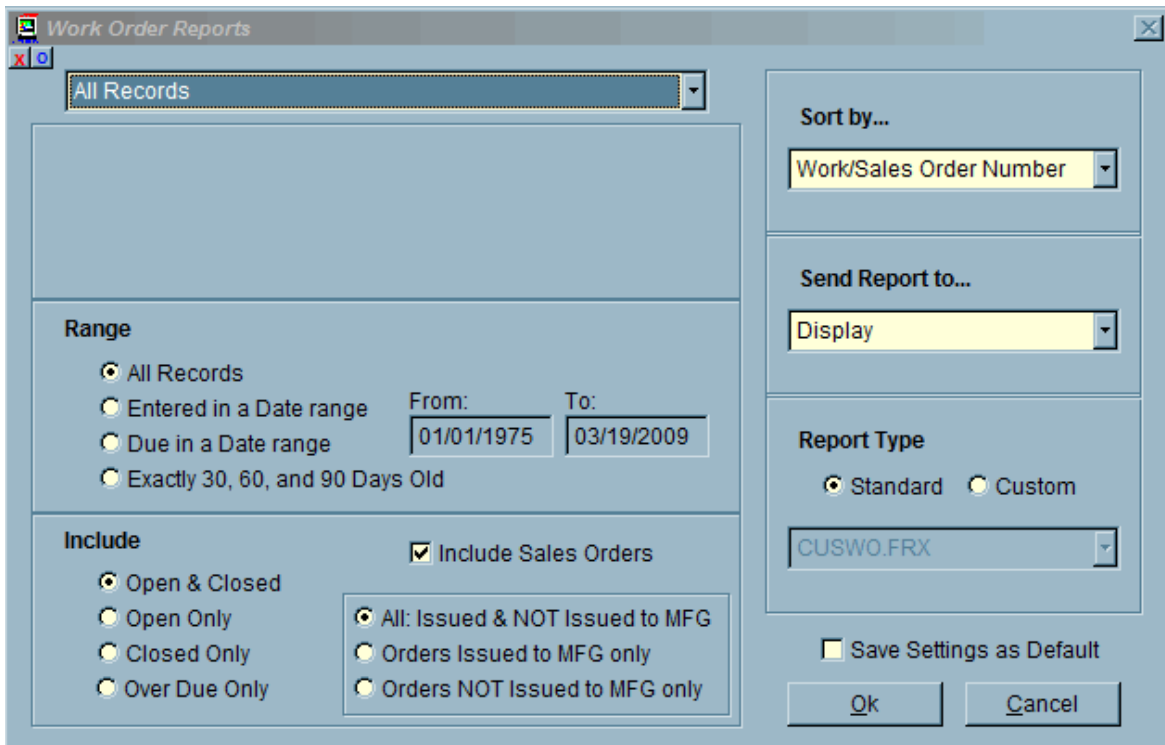 Work Order Reports
X O
All Records
Sort by...
Work/Sales Order Number
Send Report to...
Display
Range
All Records
Entered in a Date range
Due in a Date range
Exactly 30, 60, and 90 Days Old
From: To:
01/01/1975 03/19/2009
Report Type
Standard Custom
CUSWO.FRX
Include
Include Sales Orders
Open & Closed
Open Only
Closed Only
Over Due Only
All: Issued & NOT Issued to MFG
Orders Issued to MFG only
Orders NOT Issued to MFG only
Save Settings as Default
Ok Cancel